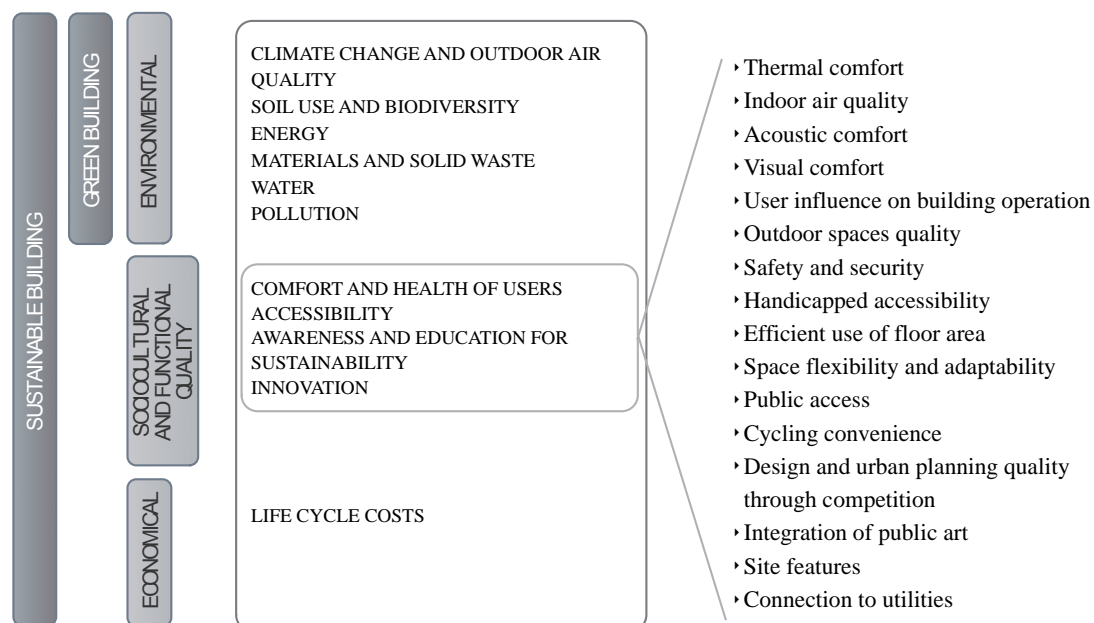 SUSTAINABLE BUILDING
GREEN BUILDING
ENVIRONMENTAL
SOCIOCULTURAL
AND FUNCTIONAL
QUALITY
ECONOMICAL
CLIMATE CHANGE AND OUTDOOR AIR
QUALITY
SOIL USE AND BIODIVERSITY
ENERGY
MATERIALS AND SOLID WASTE
WATER
POLLUTION
COMFORT AND HEALTH OF USERS
ACCESSIBILITY
AWARENESS AND EDUCATION FOR
SUSTAINABILITY
INNOVATION
LIFE CYCLE COSTS
‣Thermal comfort
‣Indoor air quality
‣Acoustic comfort
‣Visual comfort
‣User influence on building operation
‣Outdoor spaces quality
‣Safety and security
‣Handicapped accessibility
‣Efficient use of floor area
‣Space flexibility and adaptability
‣Public access
‣Cycling convenience
‣Design and urban planning quality
through competition
‣Integration of public art
‣Site features
‣Connection to utilities